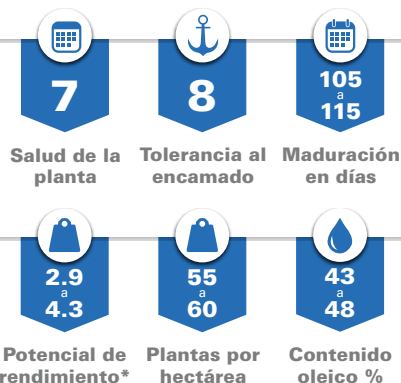 7
8
105
a
115
Salud de la
planta
Tolerancia al
encamado
Maduración
en días
2.9
a
4.3
55
a
60
43
a
48
Potencial de
rendimiento*
Plantas por
hectárea
Contenido
oleico %